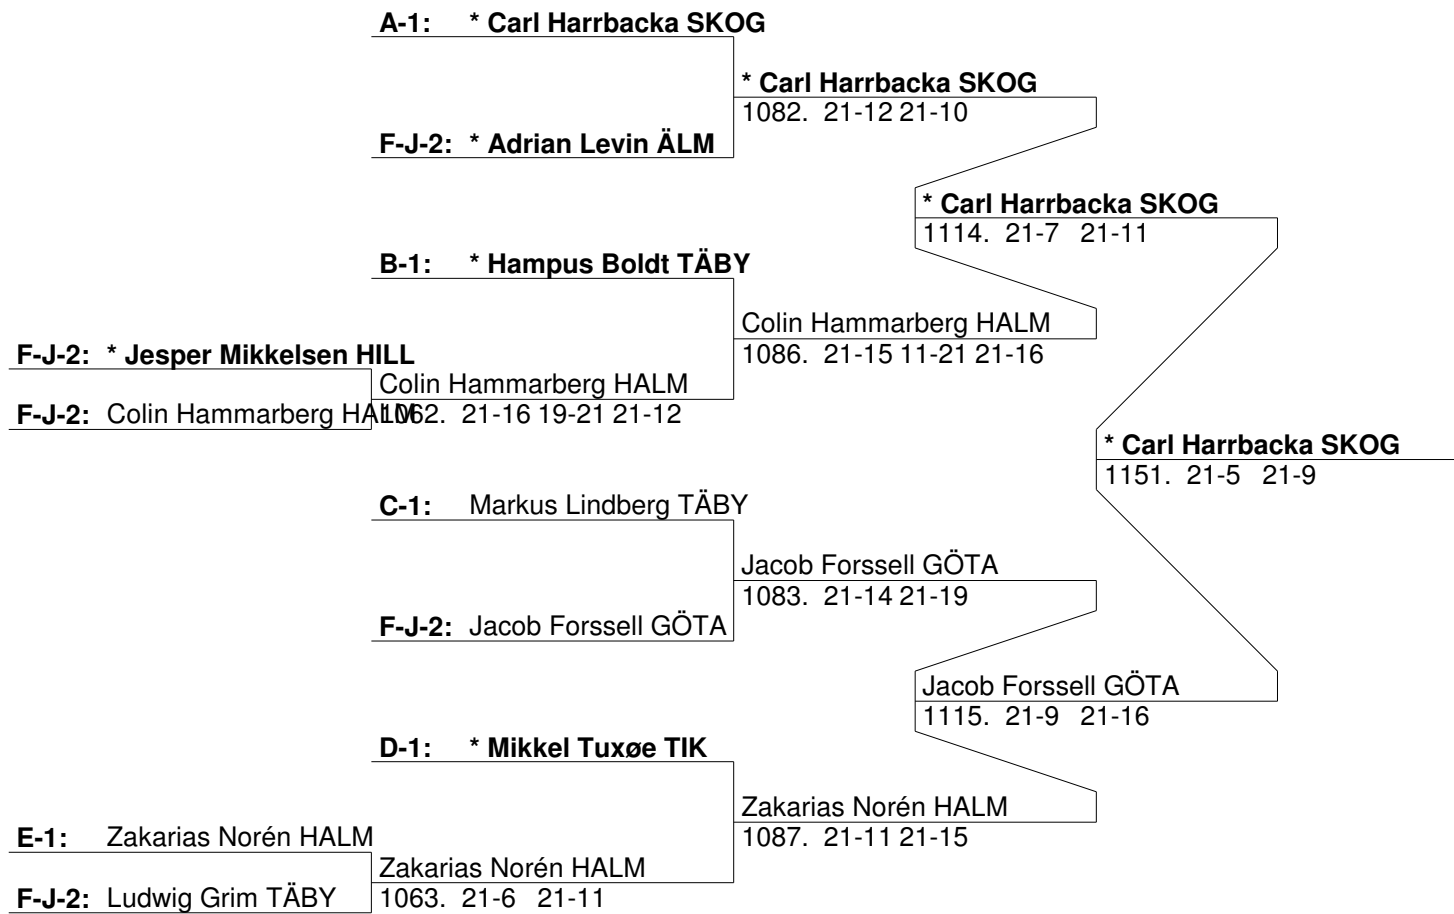 A-1: * Carl Harrbacka SKOG
* Carl Harrbacka SKOG
1082. 21-12 21-10
F-J-2: * Adrian Levin ÄLM
* Carl Harrbacka SKOG
1114. 21-7 21-11
B-1: * Hampus Boldt TÄBY
Colin Hammarberg HALM
1086. 21-15 11-21 21-16
F-J-2: * Jesper Mikkelsen HILL
Colin Hammarberg HALM
F-J-2: Colin Hammarberg HALM
1062. 21-16 19-21 21-12
* Carl Harrbacka SKOG
1151. 21-5 21-9
C-1: Markus Lindberg TÄBY
Jacob Forssell GÖTA
1083. 21-14 21-19
F-J-2: Jacob Forssell GÖTA
Jacob Forssell GÖTA
1115. 21-9 21-16
D-1: * Mikkel Tuxøe TIK
Zakarias Norén HALM
1087. 21-11 21-15
E-1: Zakarias Norén HALM
Zakarias Norén HALM
F-J-2: Ludwig Grim TÄBY
1063. 21-6 21-11